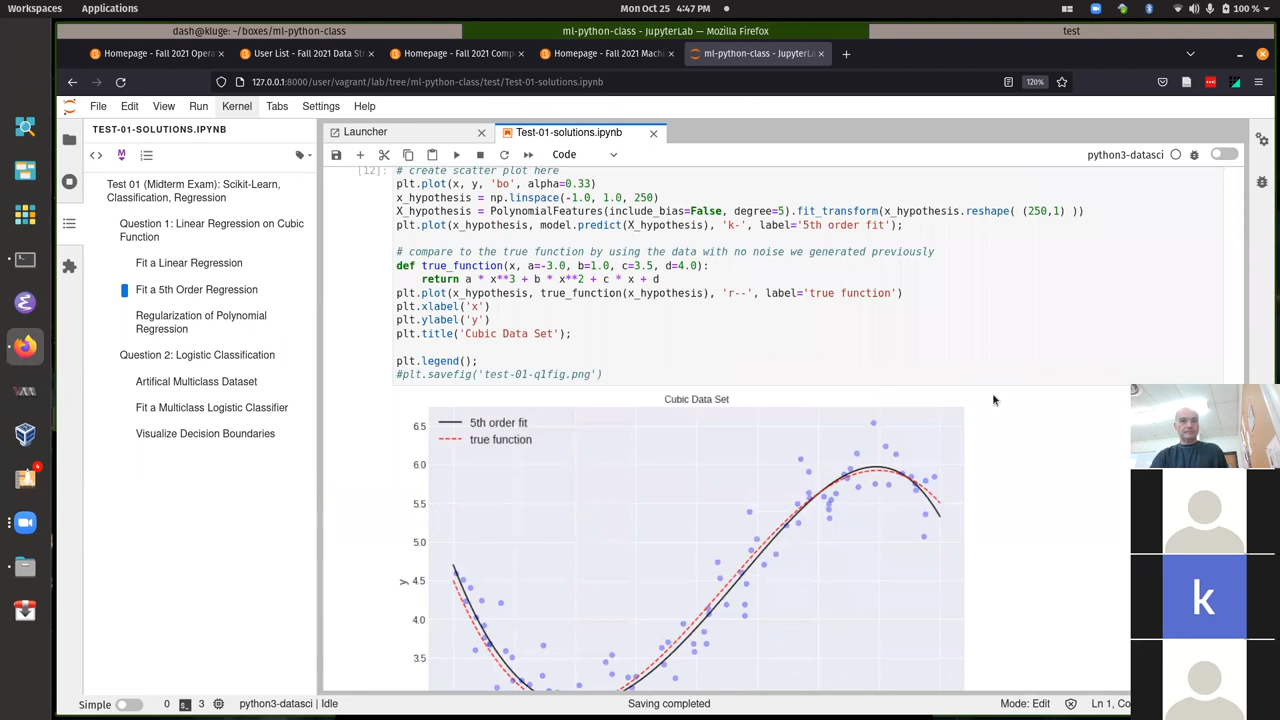 Workspaces Applications Mon Oct 25 4:47 PM 100 %
dash@kluge: ~/boxes/ml-python-class ml-python-class - JupyterLab — Mozilla Firefox test
Homepage - Fall 2021 Opera User List - Fall 2021 Data St Homepage - Fall 2021 Comp Homepage - Fall 2021 Machi ml-python-class - JupyterLab
127.0.0.1:8000/user/vagrant/lab/tree/ml-python-class/test/Test-01-solutions.ipynb 120%
File Edit View Run Kernel Tabs Settings Help
TEST-01-SOLUTIONS.IPYNB
Test 01 (Midterm Exam): Scikit-Learn,
Classification, Regression
Question 1: Linear Regression on Cubic
Function
Fit a Linear Regression
Fit a 5th Order Regression
Regularization of Polynomial
Regression
Question 2: Logistic Classification
Artifical Multiclass Dataset
Fit a Multiclass Logistic Classifier
Visualize Decision Boundaries
Launcher Test-01-solutions.ipynb
Code python3-datasci
[12]: # create scatter plot here
plt.plot(x, y, 'bo', alpha=0.33)
x_hypothesis = np.linspace(-1.0, 1.0, 250)
X_hypothesis = PolynomialFeatures(include_bias=False, degree=5).fit_transform(x_hypothesis.reshape( (250,1) ))
plt.plot(x_hypothesis, model.predict(X_hypothesis), 'k-', label='5th order fit');
# compare to the true function by using the data with no noise we generated previously
def true_function(x, a=-3.0, b=1.0, c=3.5, d=4.0):
return a * x**3 + b * x**2 + c * x + d
plt.plot(x_hypothesis, true_function(x_hypothesis), 'r--', label='true function')
plt.xlabel('x')
plt.ylabel('y')
plt.title('Cubic Data Set');
plt.legend();
#plt.savefig('test-01-q1fig.png')
Cubic Data Set
5th order fit
true function
6.5
6.0
5.5
5.0
4.5
4.0
3.5
y
k
4
Simple 0 3 python3-datasci | Idle Saving completed Mode: Edit Ln 1, Co